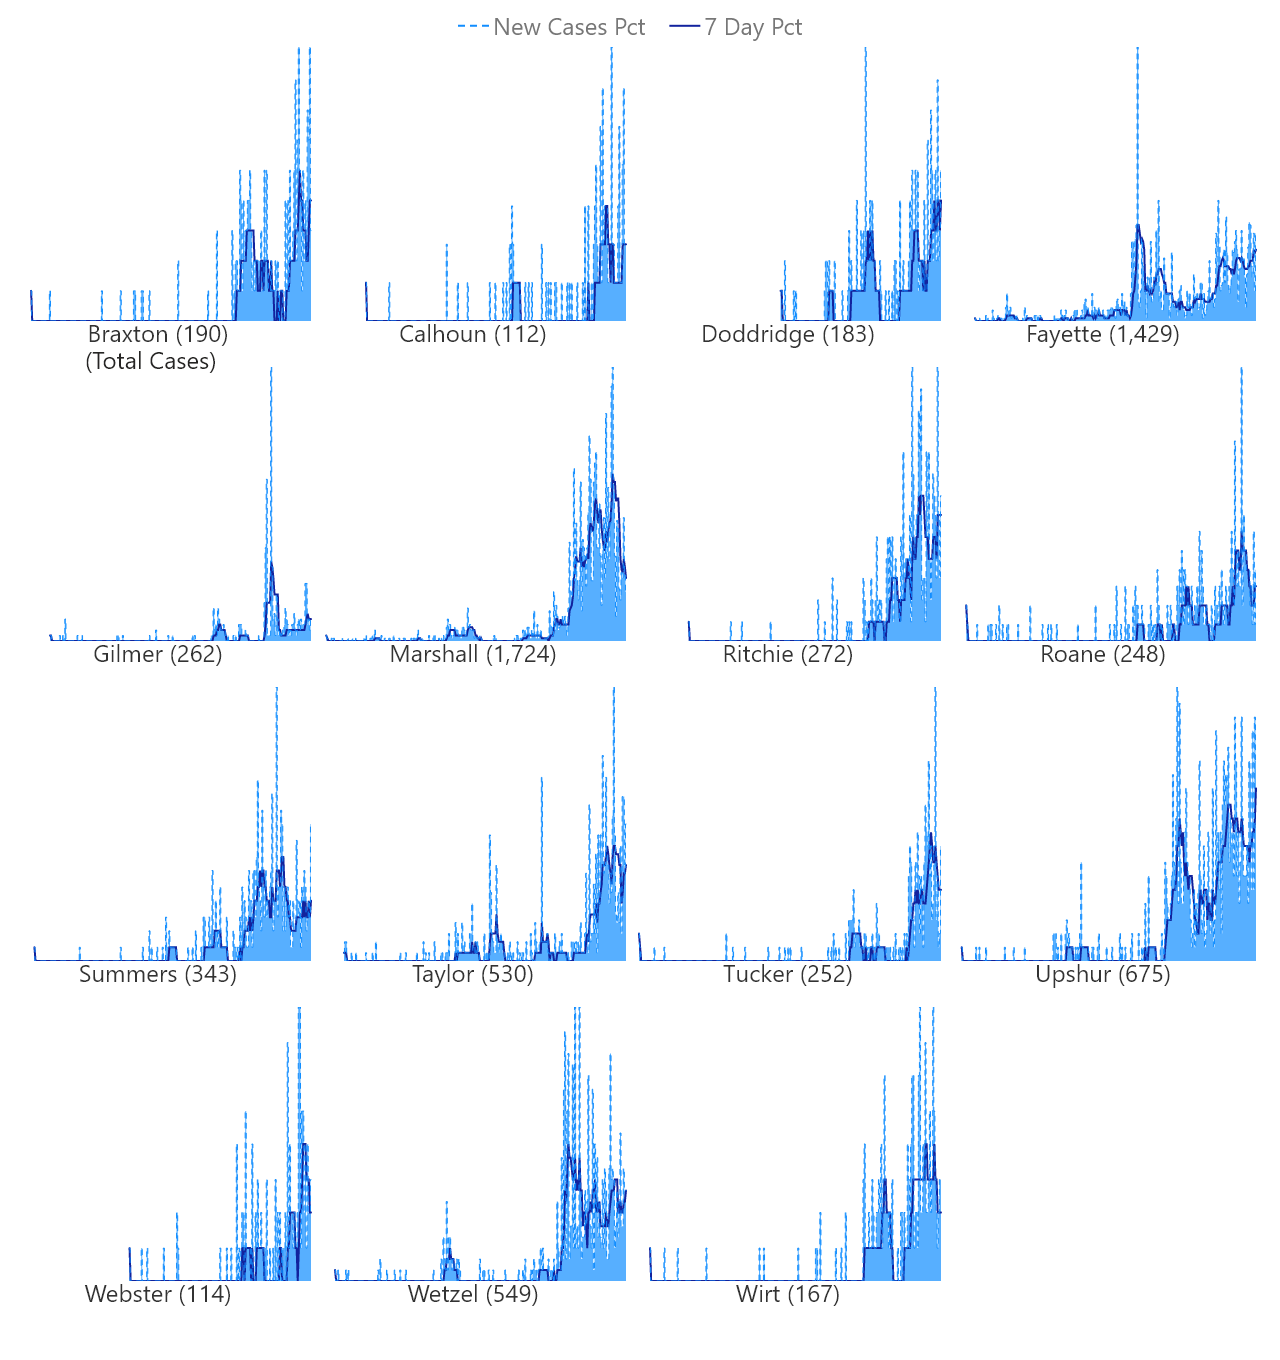 New Cases Pct 7 Day Pct
Braxton (190) Calhoun (112) Doddridge (183) Fayette (1,429)
(Total Cases)
Gilmer (262) Marshall (1,724) Ritchie (272) Roane (248)
Summers (343) Taylor (530) Tucker (252) Upshur (675)
Webster (114) Wetzel (549) Wirt (167)